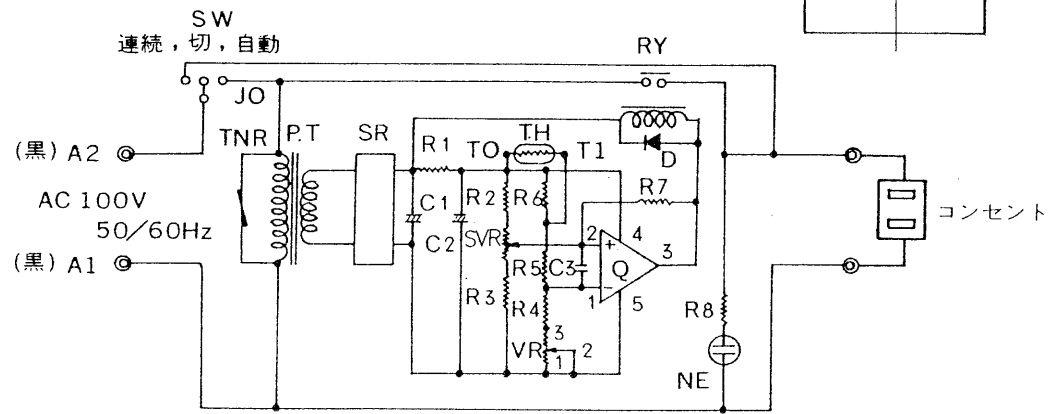 SW
連続,切,自動
RY
JO
TNR
P.T
SR
R1
TO
T.H
T1
D
(黒) A2
AC 100V
50/60Hz
(黒) A1
C1
C2
R2
R6
R7
SVR
2
+
4
3
R5
C3
Q
R3
R4
-
1
5
3
VR
2
1
R8
NE
コンセント